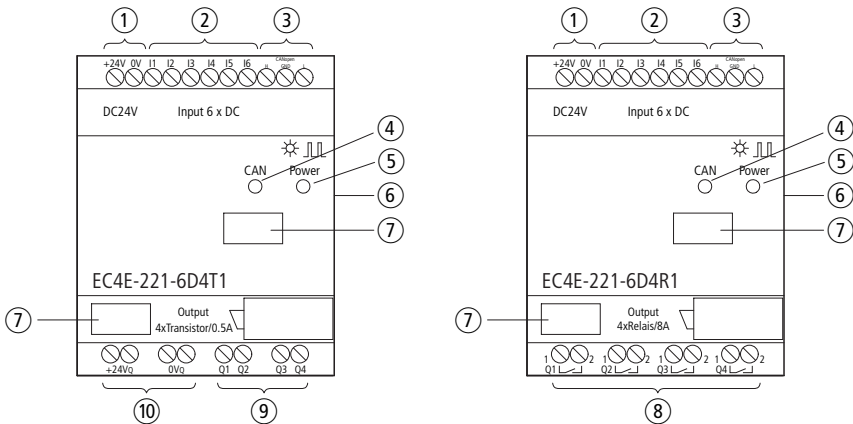 1 2 3
+24V 0V I1 I2 I3 I4 I5 I6 H CANopen GND L
DC24V Input 6 x DC
4
CAN Power
5
6
7
EC4E-221-6D4T1
7
Output
4xTransistor/0.5A
+24VQ 0VQ Q1 Q2 Q3 Q4
10 9
1 2 3
+24V 0V I1 I2 I3 I4 I5 I6 H CANopen GND L
DC24V Input 6 x DC
4
CAN Power
5
6
7
EC4E-221-6D4R1
7
Output
4xRelais/8A
1 2 1 2 1 2 1 2
Q1 Q2 Q3 Q4
8